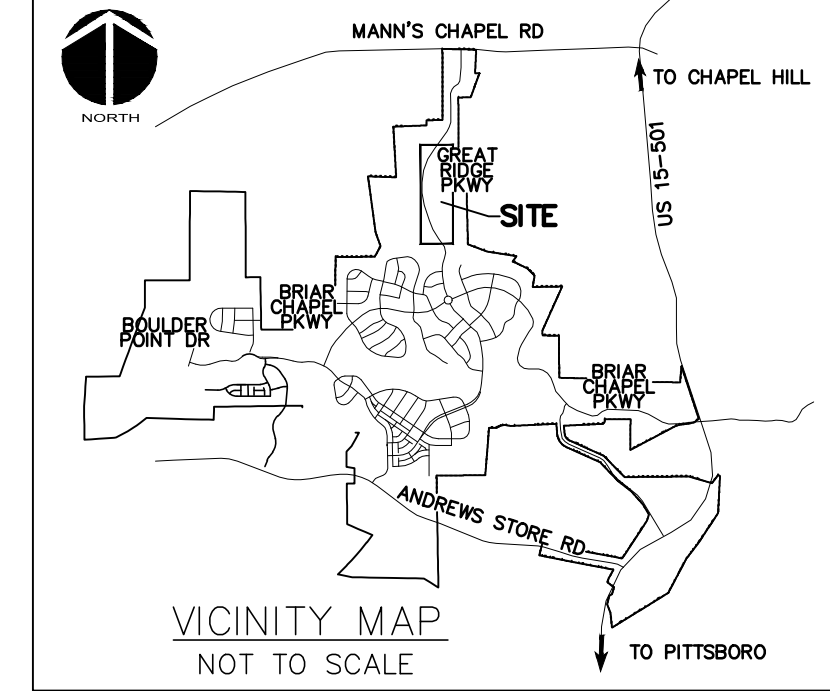 MANN'S CHAPEL RD
TO CHAPEL HILL
NORTH
US 15-501
GREAT
RIDGE
PKWY
SITE
BRIAR
CHAPEL
PKWY
BOULDER
POINT DR
BRIAR
CHAPEL
PKWY
ANDREWS STORE RD
VICINITY MAP
NOT TO SCALE
TO PITTSBORO